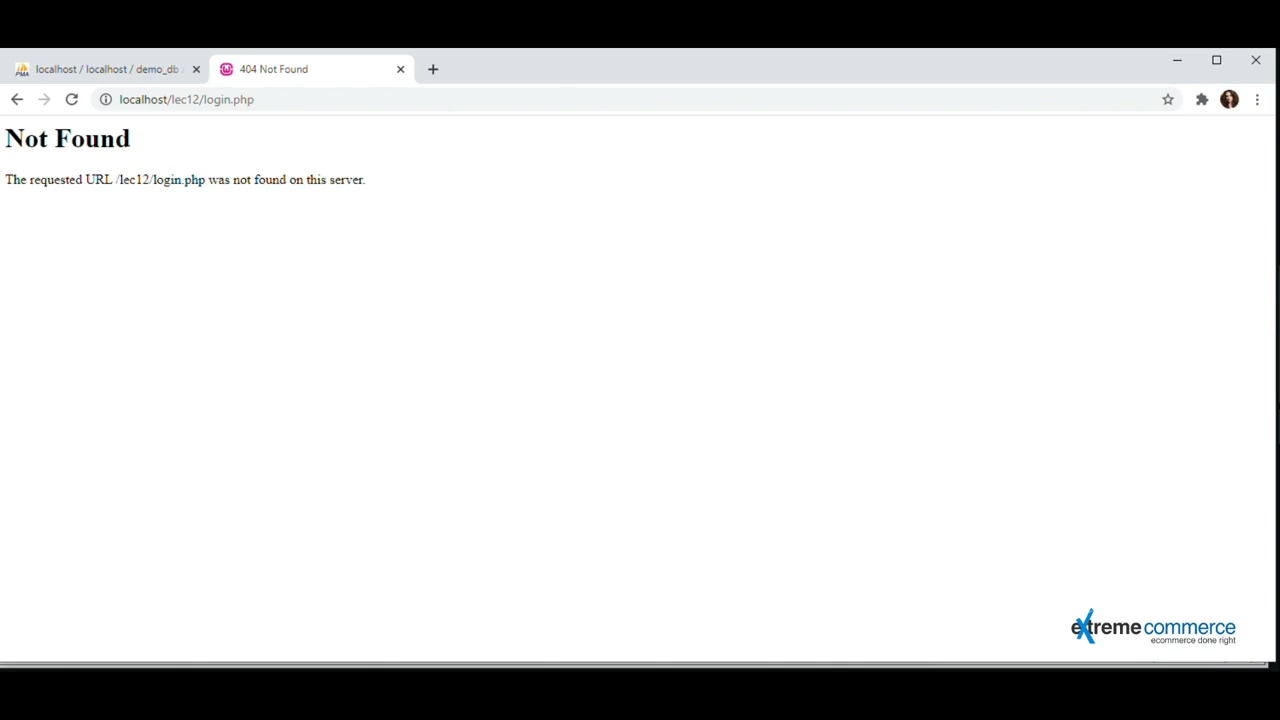 localhost / localhost / demo_db
404 Not Found
localhost/lec12/login.php
Not Found
The requested URL /lec12/login.php was not found on this server.
extreme commerce
ecommerce done right